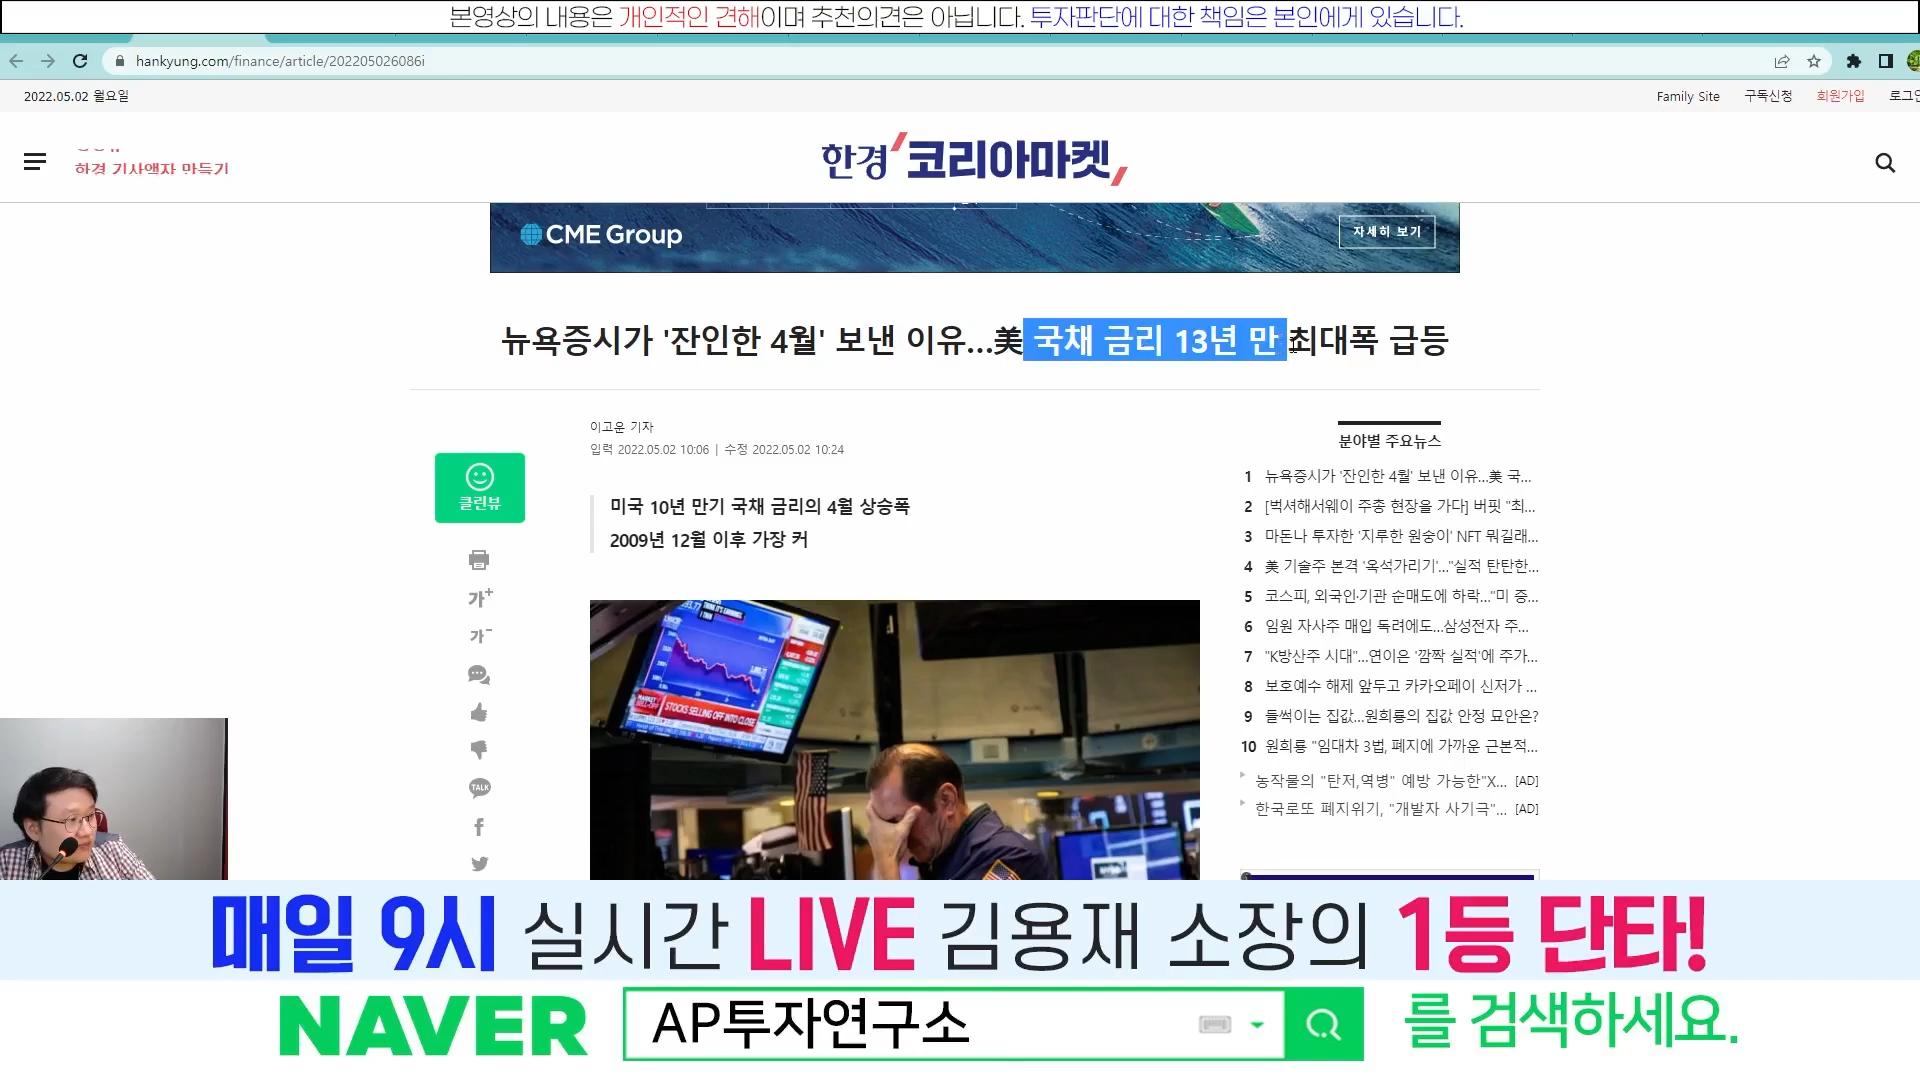 본영상의 내용은 개인적인 견해이며 추천의견은 아닙니다. 투자판단에 대한 책임은 본인에게 있습니다.
hankyung.com/finance/article/202205026086i
2022.05.02 월요일
Family Site 구독신청 회원가입
한경 기사액자 만들기
한경 코리아마켓
CME Group
자세히 보기
뉴욕증시가 '잔인한 4월' 보낸 이유...美 국채 금리 13년 만 최대폭 급등
이고운 기자
입력 2022.05.02 10:06 | 수정 2022.05.02 10:24
클린뷰
미국 10년 만기 국채 금리의 4월 상승폭
2009년 12월 이후 가장 커
가+
가-
TALK
STOCKS SELLING OFF INTO CLOSE
분야별 주요뉴스
1 뉴욕증시가 '잔인한 4월' 보낸 이유...美 국...
2 [벅셔해서웨이 주총 현장을 가다] 버핏 "최...
3 마돈나 투자한 '지루한 원숭이' NFT 뭐길래...
4 美 기술주 본격 '옥석가리기'..."실적 탄탄한...
5 코스피, 외국인·기관 순매도에 하락..."미 증...
6 임원 자사주 매입 독려에도...삼성전자 주...
7 "K방산주 시대"...연이은 '깜짝 실적'에 주가...
8 보호예수 해제 앞두고 카카오페이 신저가 ...
9 들썩이는 집값...원희룡의 집값 안정 묘안은?
10 원희룡 "임대차 3법, 폐지에 가까운 근본적...
농작물의 "탄저,역병" 예방 가능한"X... [AD]
한국로또 폐지위기, "개발자 사기극"... [AD]
매일 9시 실시간 LIVE 김용재 소장의 1등 단타!
NAVER AP투자연구소 를 검색하세요.